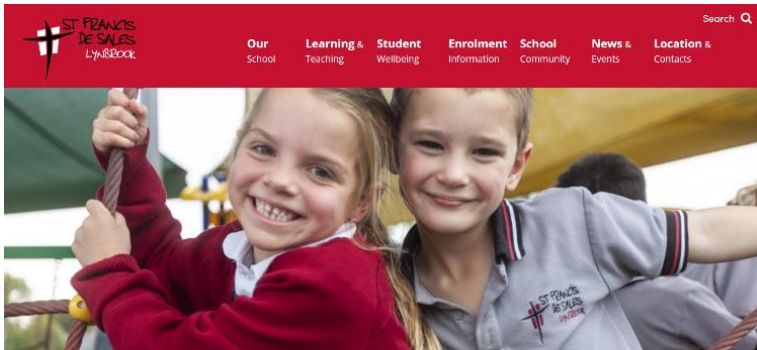 ST FRANCIS
DE SALES
LYNBROOK
Search
Our
School
Learning &
Teaching
Student
Wellbeing
Enrolment
Information
School
Community
News &
Events
Location &
Contacts
ST FRANCIS
DE SALES
LYNBROOK